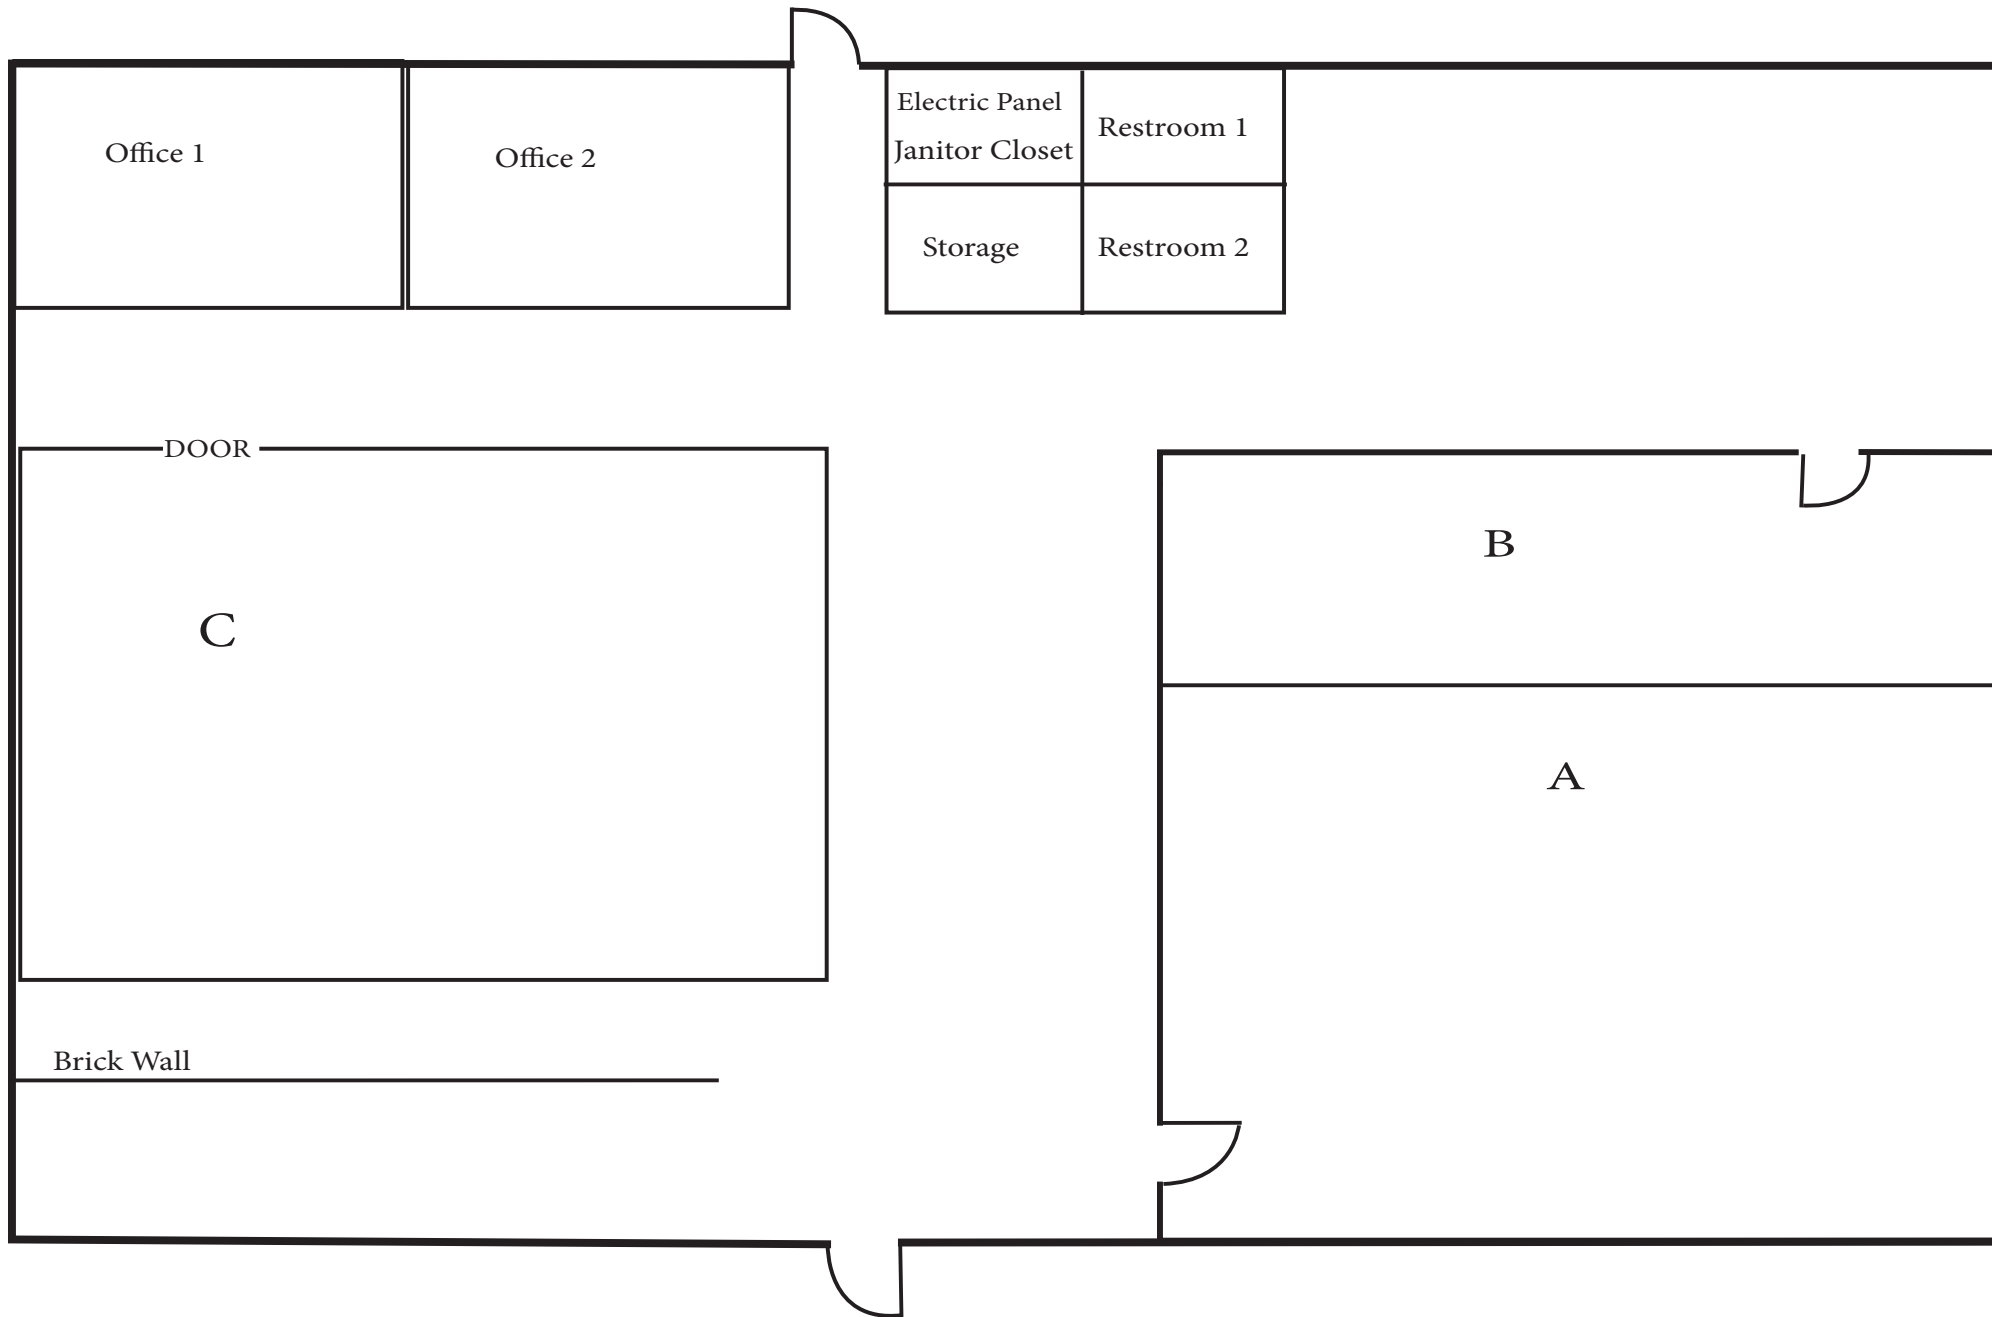 Office 1
Office 2
Electric Panel
Janitor Closet
Restroom 1
Storage
Restroom 2
DOOR
B
C
A
Brick Wall